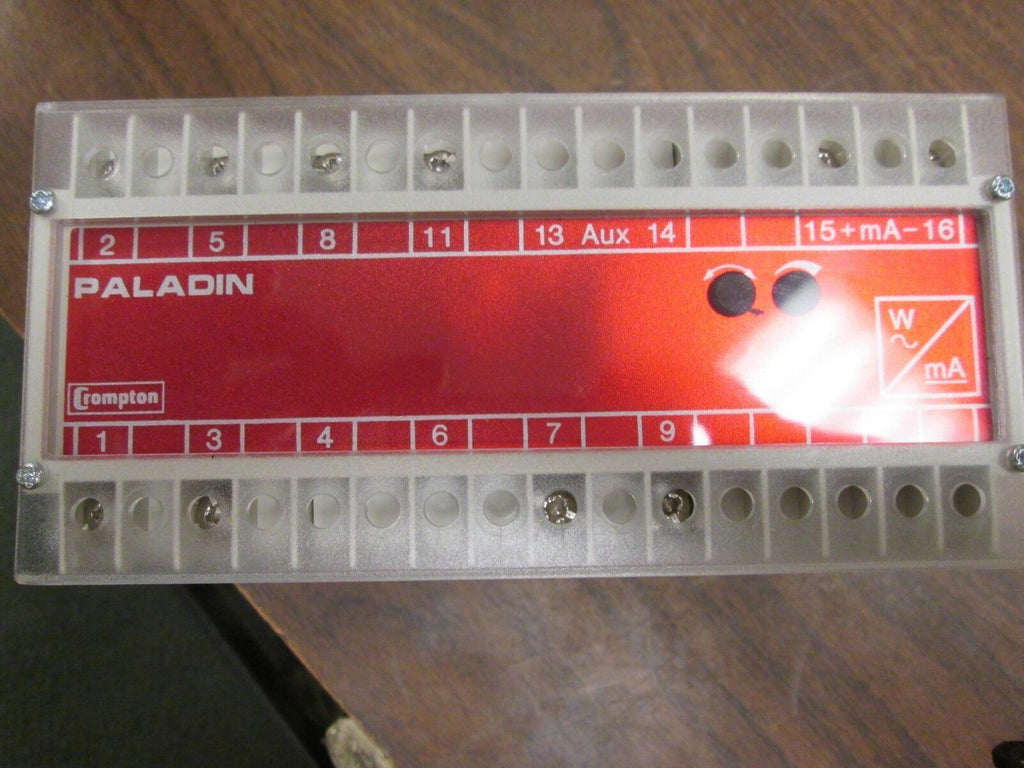 2 5 8 11 13 Aux 14 15+mA-16
PALADIN
W
~
mA
Crompton
1 3 4 6 7 9